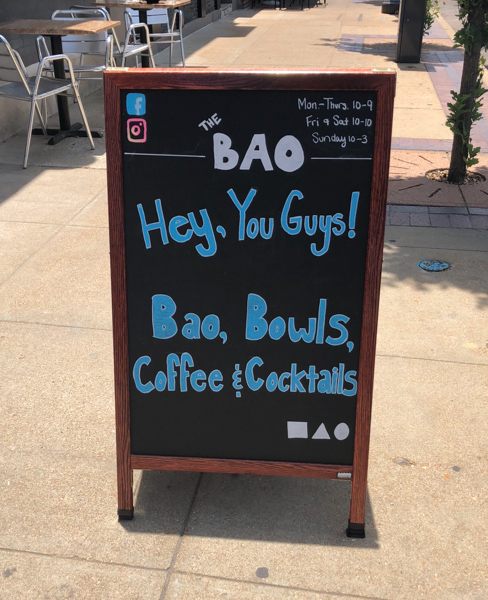 Mon.-Thurs. 10-9
Fri & Sat 10-10
Sunday 10-3
THE
BAO
Hey, You Guys!
Bao, Bowls,
Coffee & Cocktails